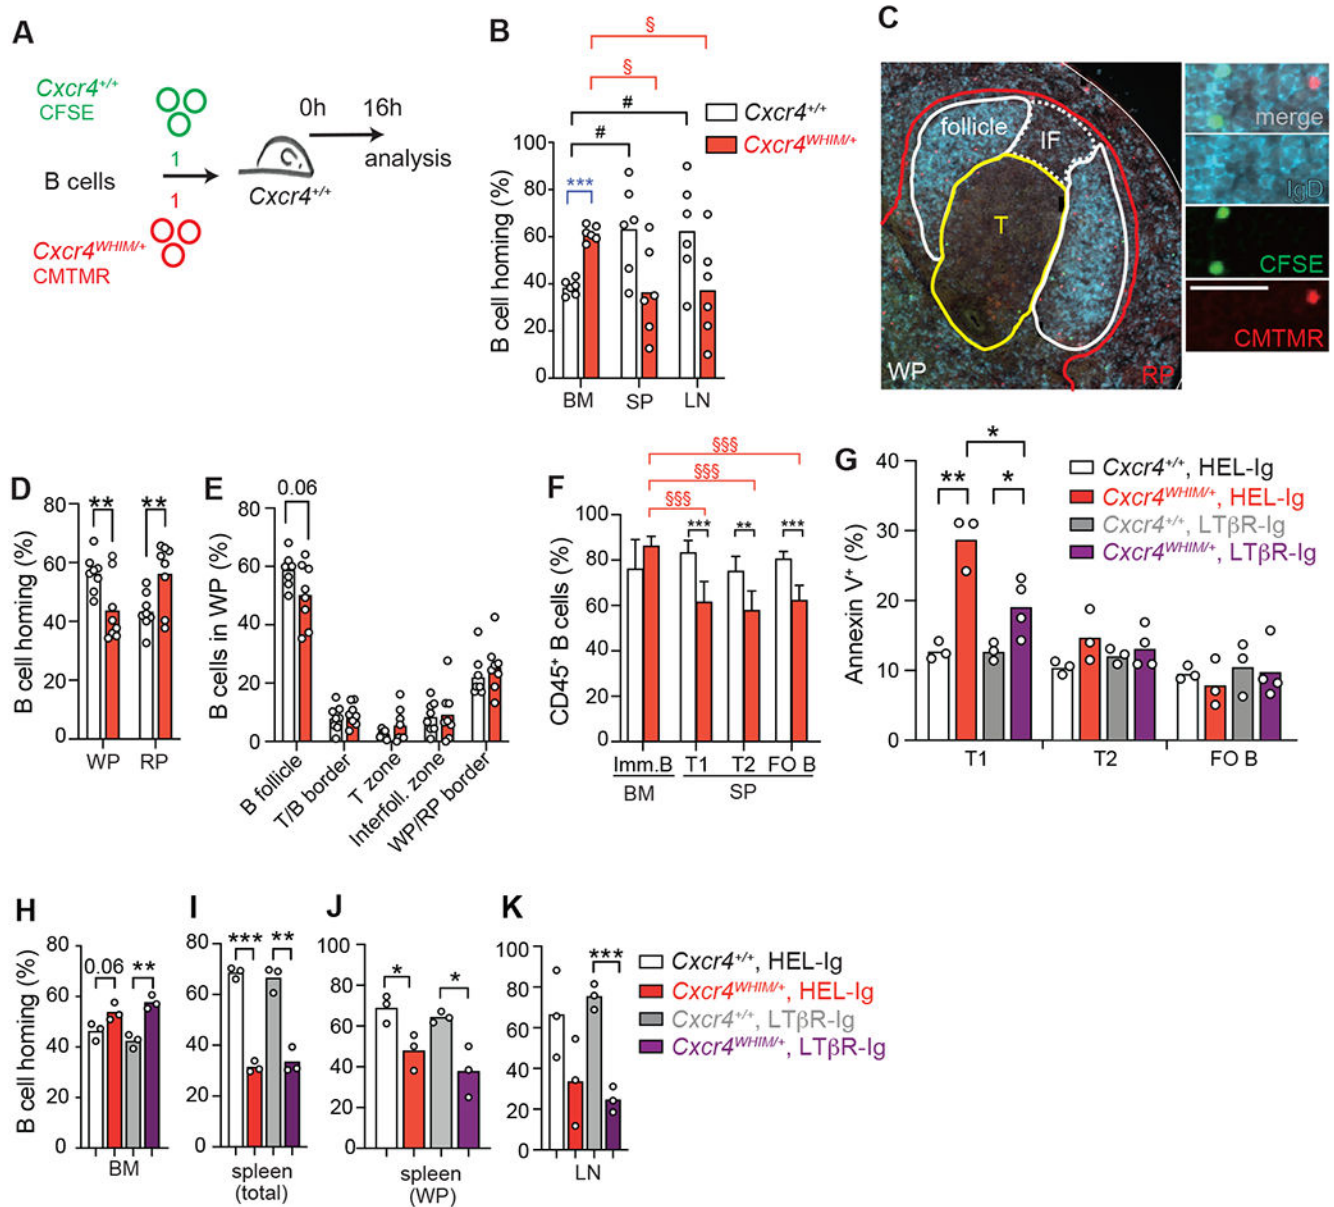 A
Cxcr4+/+
CFSE
1
B cells
1
Cxcr4WHIM/+
CMTMR
0h
16h
analysis
Cxcr4+/+
B
§
§
#
#
***
Cxcr4+/+
Cxcr4WHIM/+
B cell homing (%)
100
80
60
40
20
0
BM
SP
LN
C
follicle
IF
T
WP
RP
merge
IgD
CFSE
CMTMR
D
B cell homing (%)
80
60
40
20
0
**
**
WP
RP
E
B cells in WP (%)
80
60
40
20
0
0.06
B follicle
T/B border
T zone
Interfoll. zone
WP/RP border
F
§§§
§§§
§§§
***
**
***
CD45+ B cells (%)
100
80
60
80
20
0
Imm.B
T1
T2
FO B
BM
SP
G
Annexin V+ (%)
40
30
20
10
0
**
*
*
Cxcr4+/+, HEL-Ig
Cxcr4WHIM/+, HEL-Ig
Cxcr4+/+, LTβR-Ig
Cxcr4WHIM/+, LTβR-Ig
T1
T2
FO B
H
B cell homing (%)
80
60
40
20
0
0.06
**
BM
I
80
60
40
20
0
***
**
spleen
(total)
J
100
80
60
40
20
0
*
*
spleen
(WP)
K
100
80
60
40
20
0
***
LN
Cxcr4+/+, HEL-Ig
Cxcr4WHIM/+, HEL-Ig
Cxcr4+/+, LTβR-Ig
Cxcr4WHIM/+, LTβR-Ig